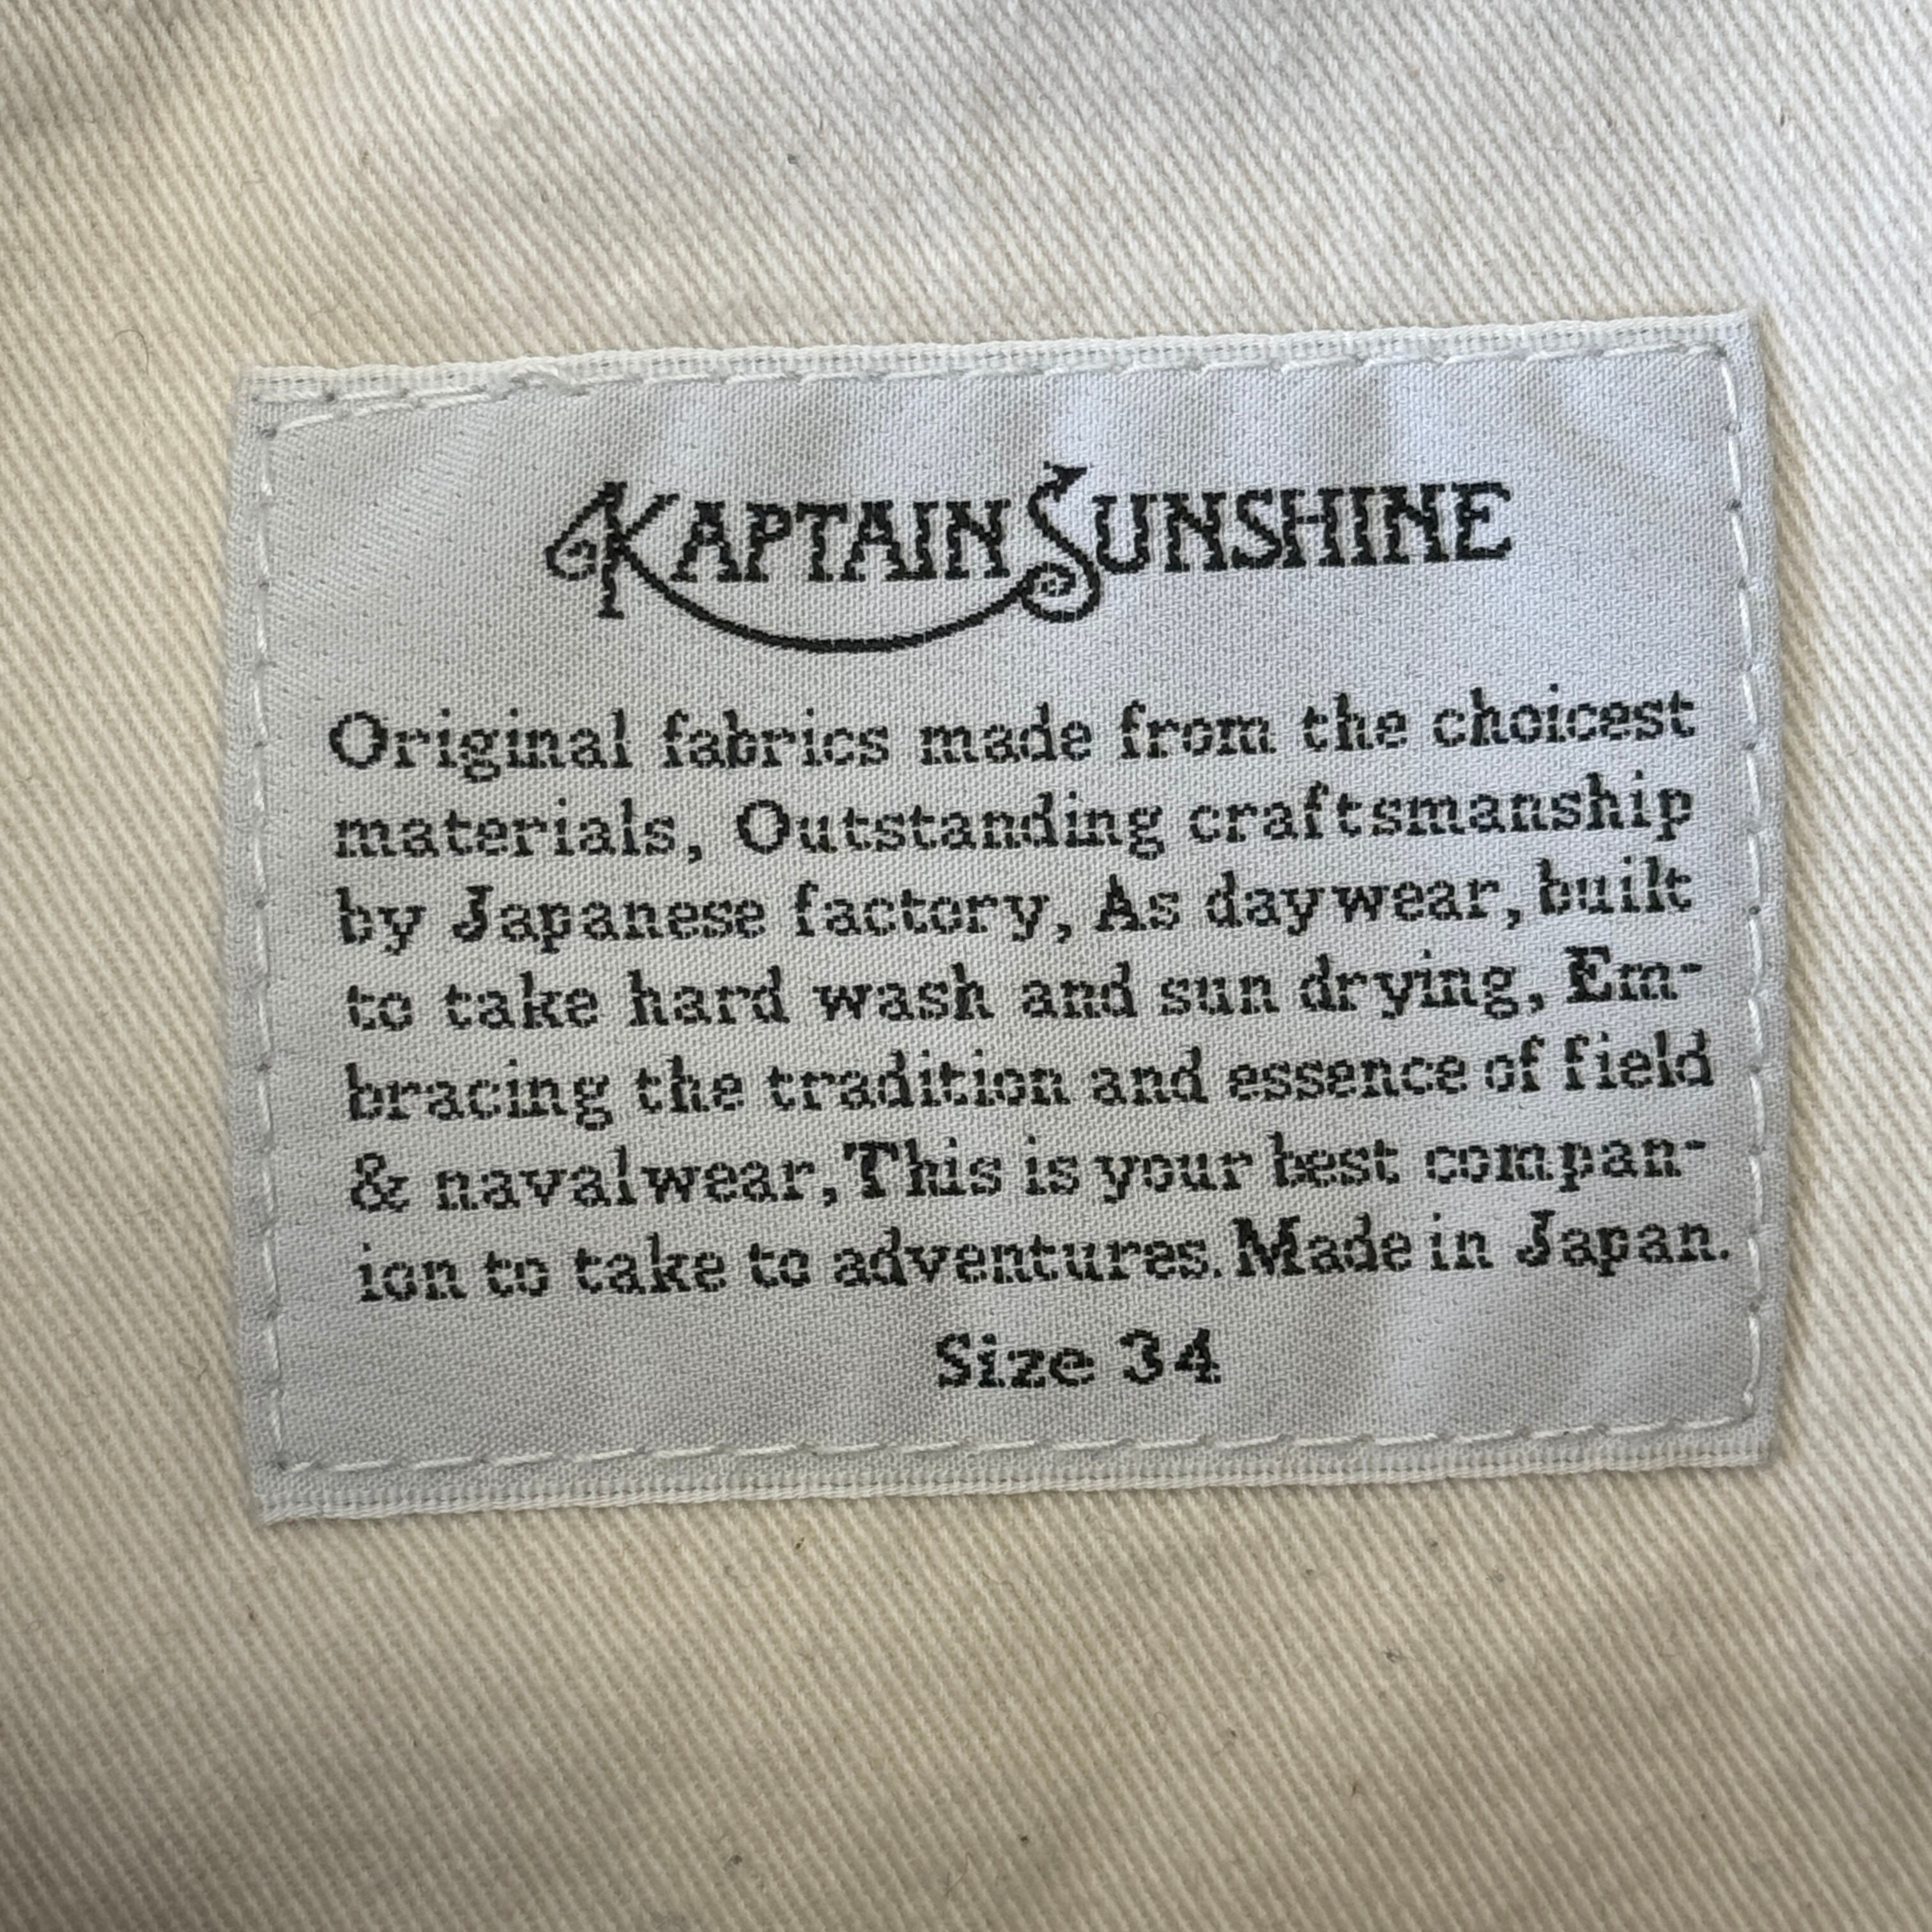 KAPTAIN SUNSHINE
Original fabrics made from the choicest
materials, Outstanding craftsmanship
by Japanese factory, As daywear, built
to take hard wash and sun drying, Em-
bracing the tradition and essence of field
& navalwear, This is your best compan-
ion to take to adventures. Made in Japan.
Size 34